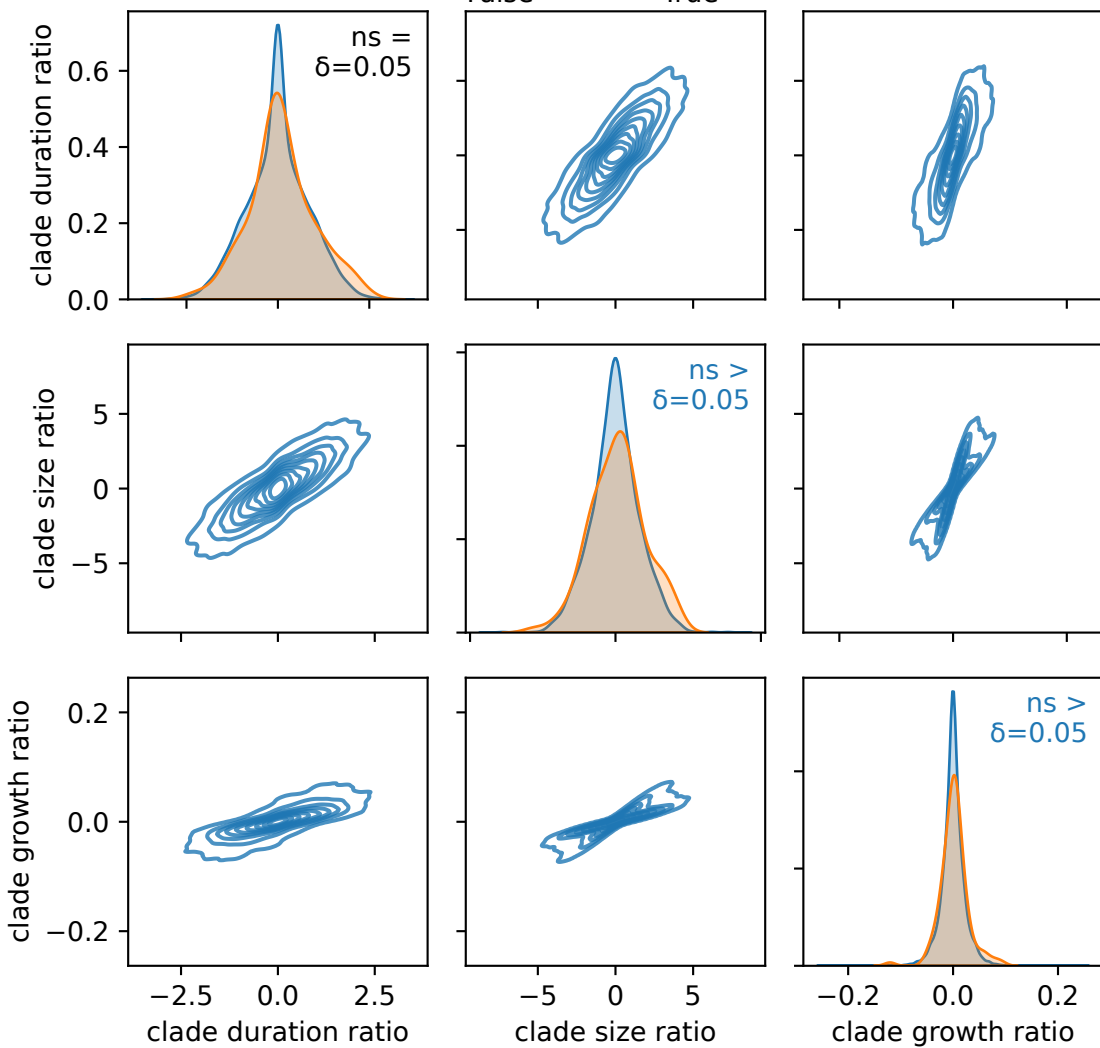 clade duration ratio
0.6
0.4
0.2
0.0
ns =
δ=0.05
clade size ratio
5
0
−5
ns >
δ=0.05
clade growth ratio
0.2
0.0
−0.2
ns >
δ=0.05
−2.5 0.0 2.5
−5 0 5
−0.2 0.0 0.2
clade duration ratio
clade size ratio
clade growth ratio